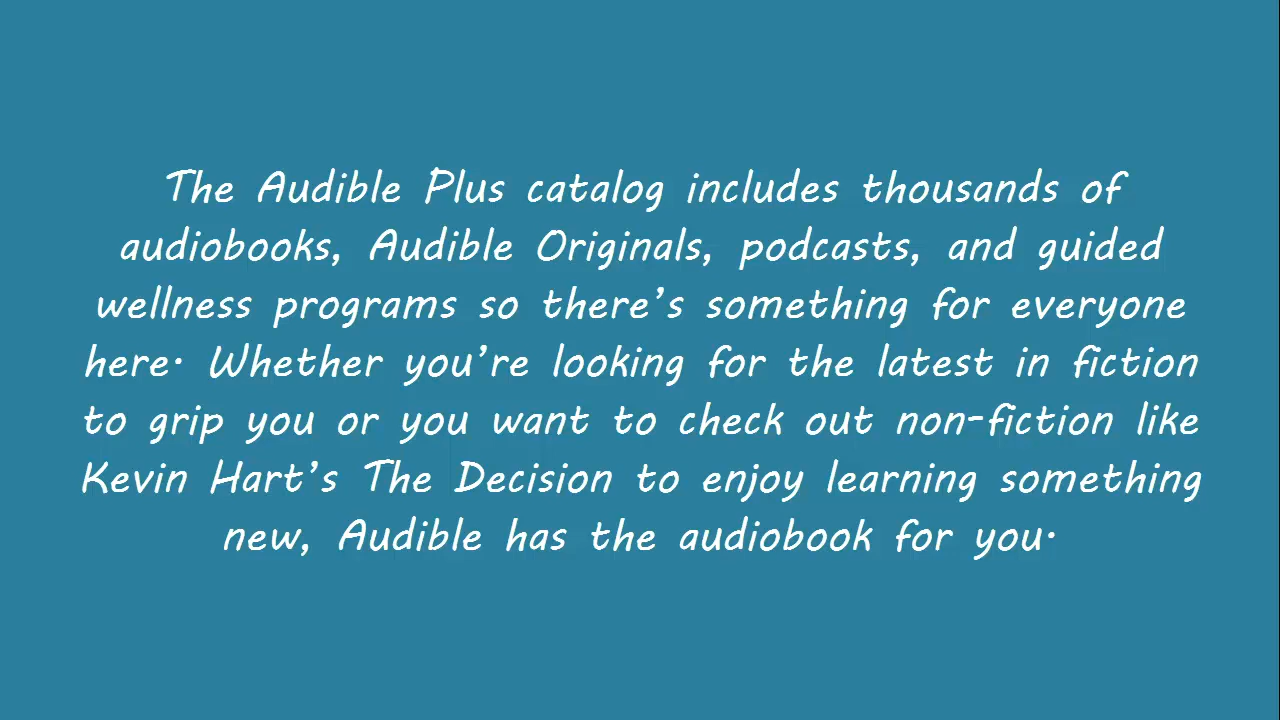 The Audible Plus catalog includes thousands of
audiobooks, Audible Originals, podcasts, and guided
wellness programs so there’s something for everyone
here. Whether you’re looking for the latest in fiction
to grip you or you want to check out non-fiction like
Kevin Hart’s The Decision to enjoy learning something
new, Audible has the audiobook for you.